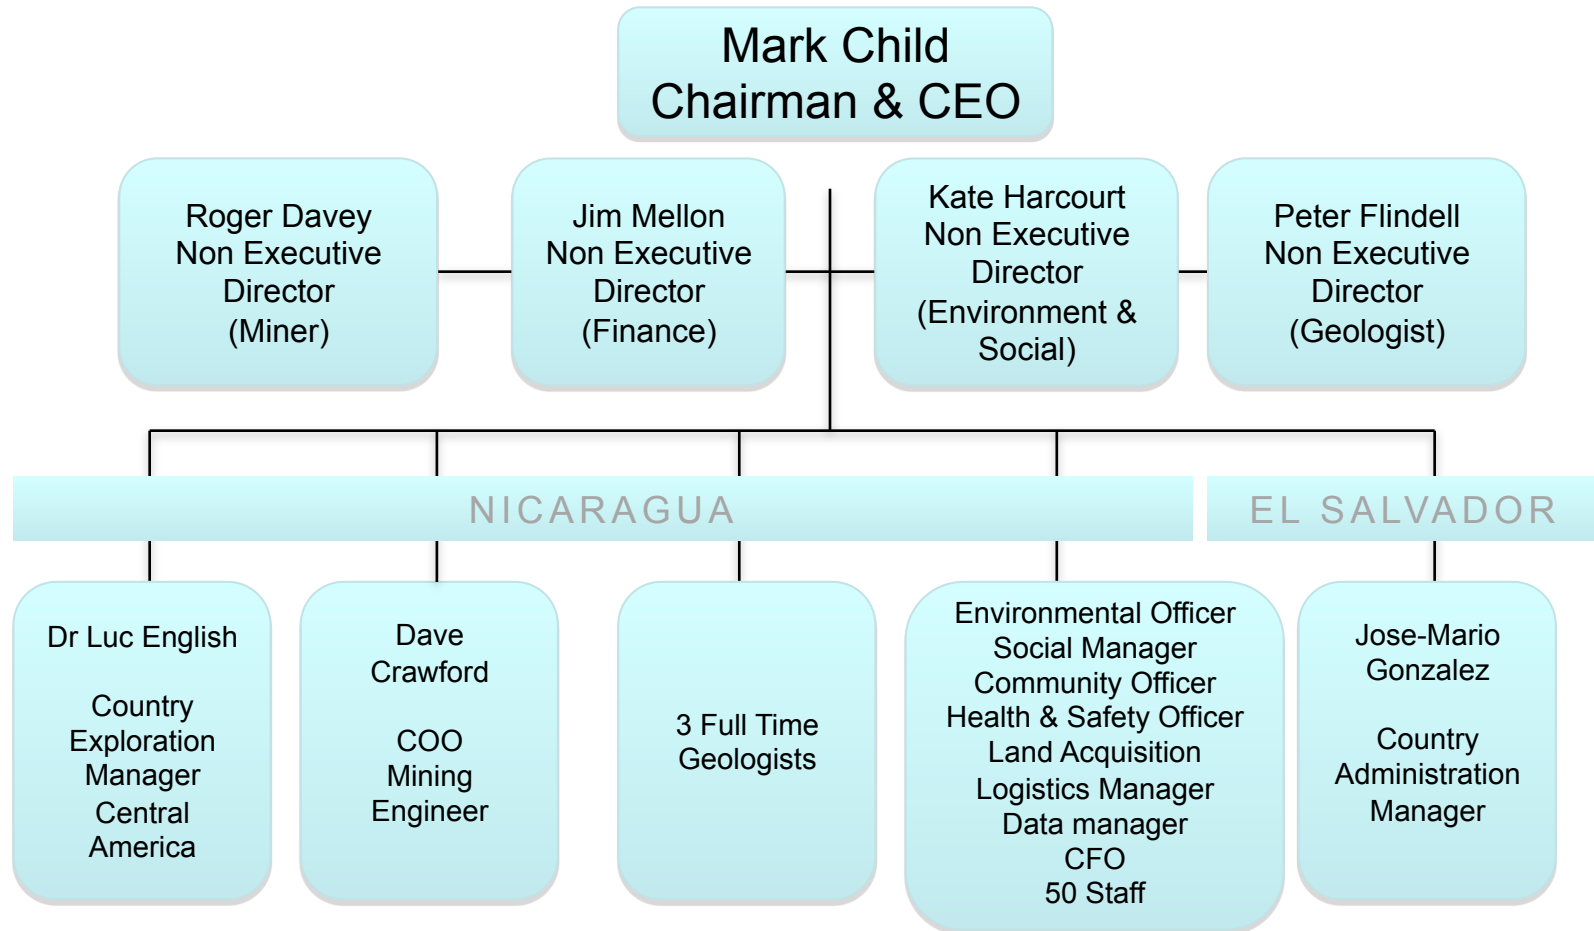 Mark Child
Chairman & CEO
Roger Davey
Non Executive
Director
(Miner)
Jim Mellon
Non Executive
Director
(Finance)
Kate Harcourt
Non Executive
Director
(Environment &
Social)
Peter Flindell
Non Executive
Director
(Geologist)
NICARAGUA
EL SALVADOR
Dr Luc English
Country
Exploration
Manager
Central
America
Dave
Crawford
COO
Mining
Engineer
3 Full Time
Geologists
Environmental Officer
Social Manager
Community Officer
Health & Safety Officer
Land Acquisition
Logistics Manager
Data manager
CFO
50 Staff
Jose-Mario
Gonzalez
Country
Administration
Manager